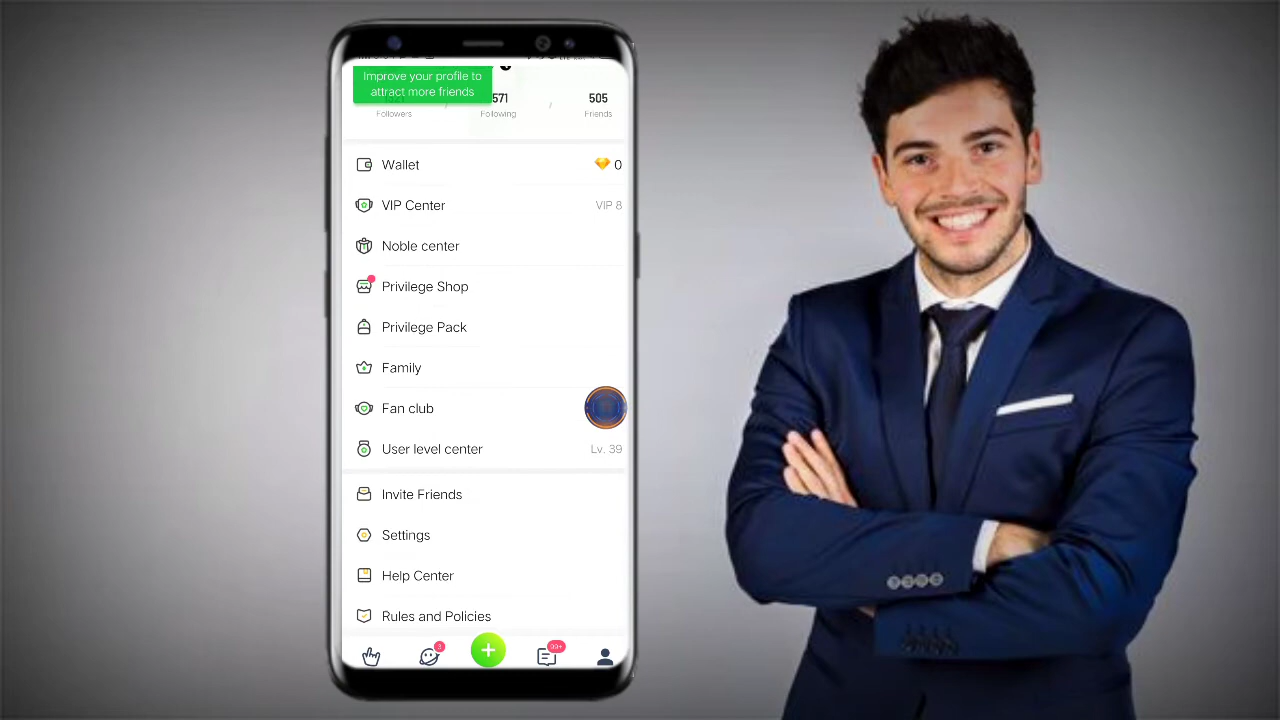 Improve your profile to
attract more friends
571
505
Followers
Following
Friends
Wallet
0
VIP Center
VIP 8
Noble center
Privilege Shop
Privilege Pack
Family
Fan club
User level center
Lv. 39
Invite Friends
Settings
Help Center
Rules and Policies
3
99+